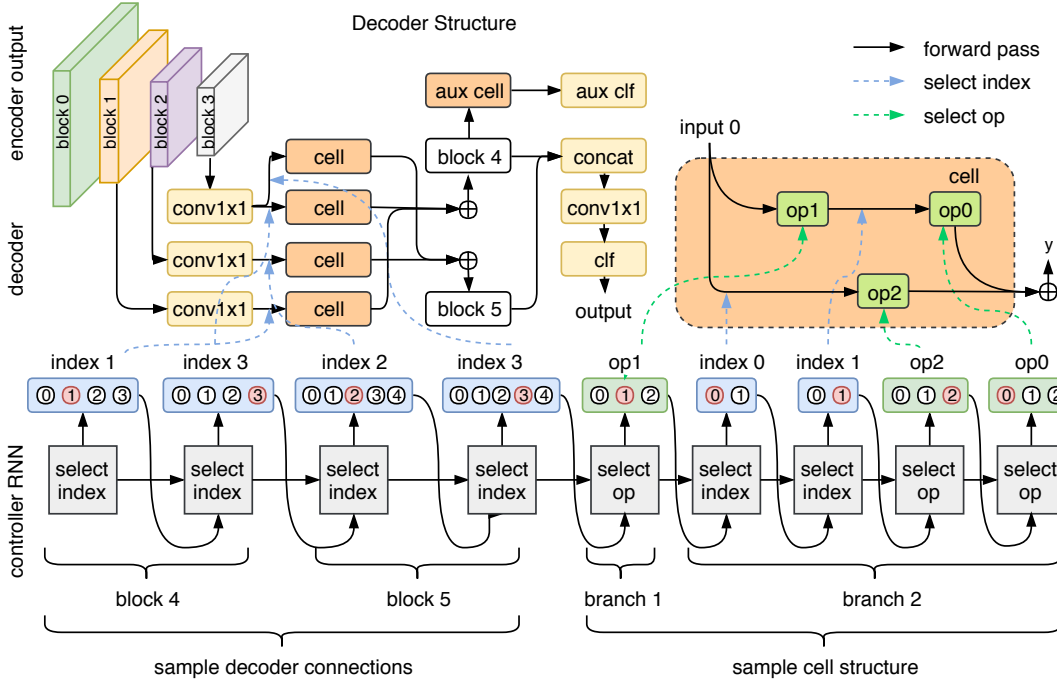 Decoder Structure
encoder output
decoder
controller RNN
block 0
block 1
block 2
block 3
conv1x1
conv1x1
conv1x1
cell
cell
cell
cell
aux cell
aux clf
block 4
concat
conv1x1
clf
block 5
output
forward pass
select index
select op
input 0
cell
op1
op0
op2
y
index 1
index 3
index 2
index 3
op1
index 0
index 1
op2
op0
0 1 2 3
0 1 2 3
0 1 2 3 4
0 1 2 3 4
0 1 2
0 1
0 1
0 1 2
0 1 2
select
index
select
index
select
index
select
index
select
op
select
index
select
index
select
op
select
op
block 4
block 5
branch 1
branch 2
sample decoder connections
sample cell structure